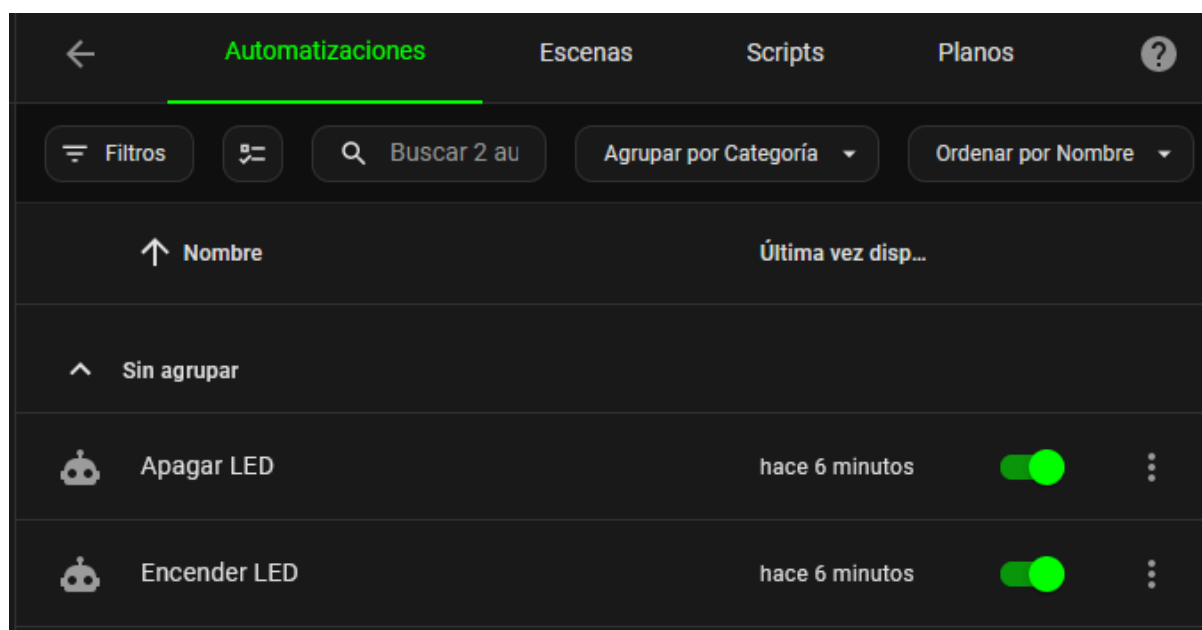 Automatizaciones Escenas Scripts Planos
Filtros Buscar 2 au Agrupar por Categoría Ordenar por Nombre
Nombre Última vez disp...
Sin agrupar
Apagar LED hace 6 minutos
Encender LED hace 6 minutos